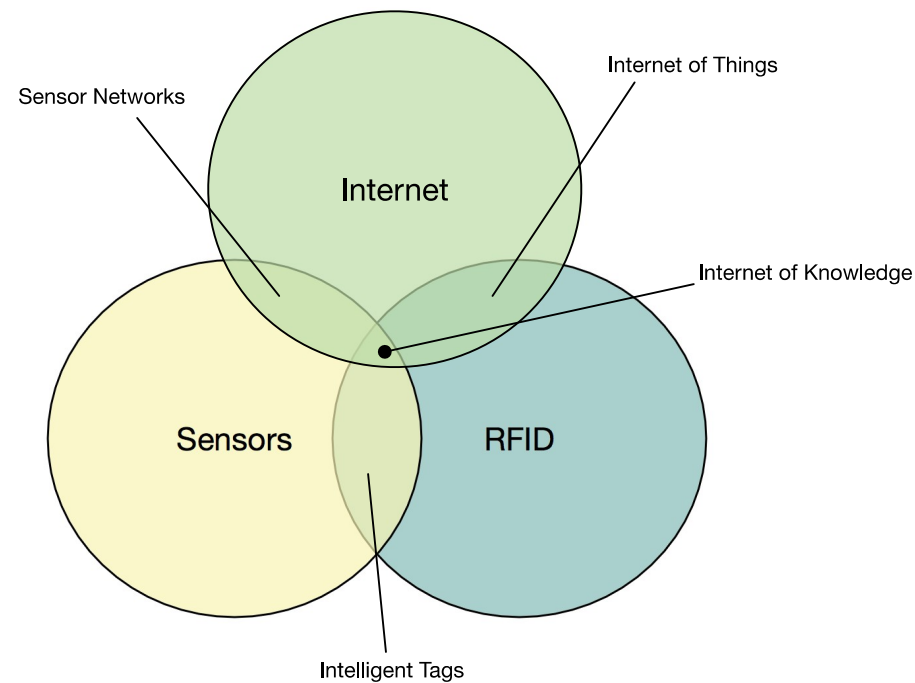 Internet of Things
Sensor Networks
Internet
Internet of Knowledge
Sensors
RFID
Intelligent Tags